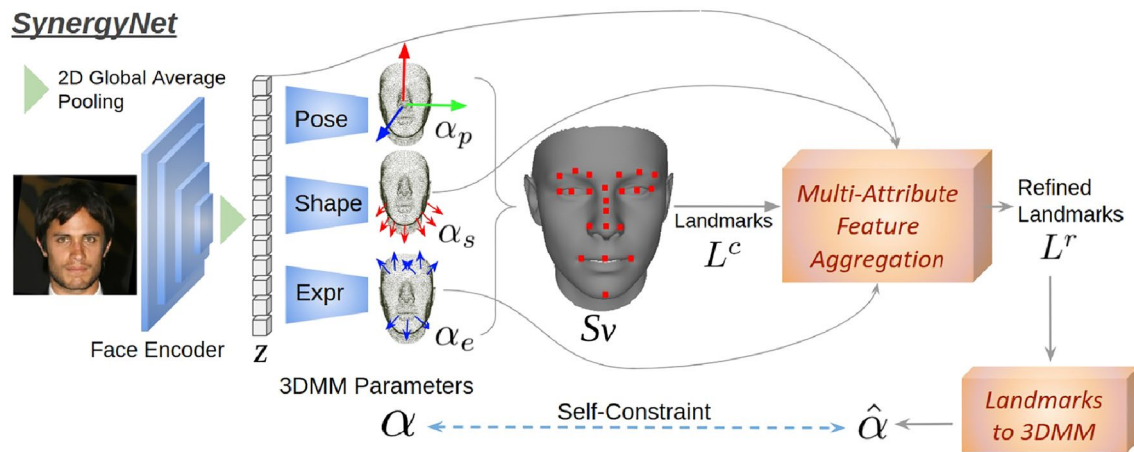 SynergyNet
2D Global Average
Pooling
Pose
α_p
Shape
α_s
Expr
α_e
Face Encoder
z
3DMM Parameters
α
Sv
Landmarks
L^c
Multi-Attribute
Feature
Aggregation
Refined
Landmarks
L^r
Self-Constraint
α̂
Landmarks
to 3DMM